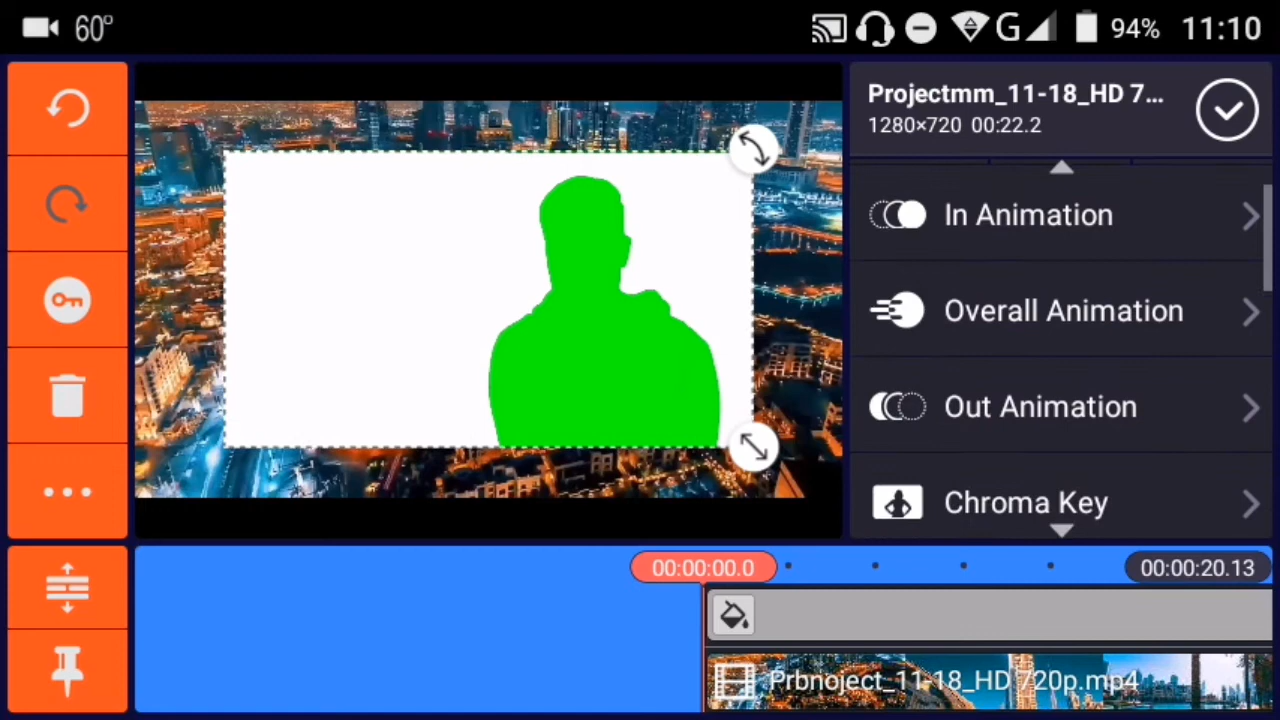 60° G 94% 11:10
Projectmm_11-18_HD 7...
1280×720 00:22.2
In Animation
Overall Animation
Out Animation
Chroma Key
00:00:00.0
00:00:20.13
Prbnoject_11-18_HD 720p.mp4